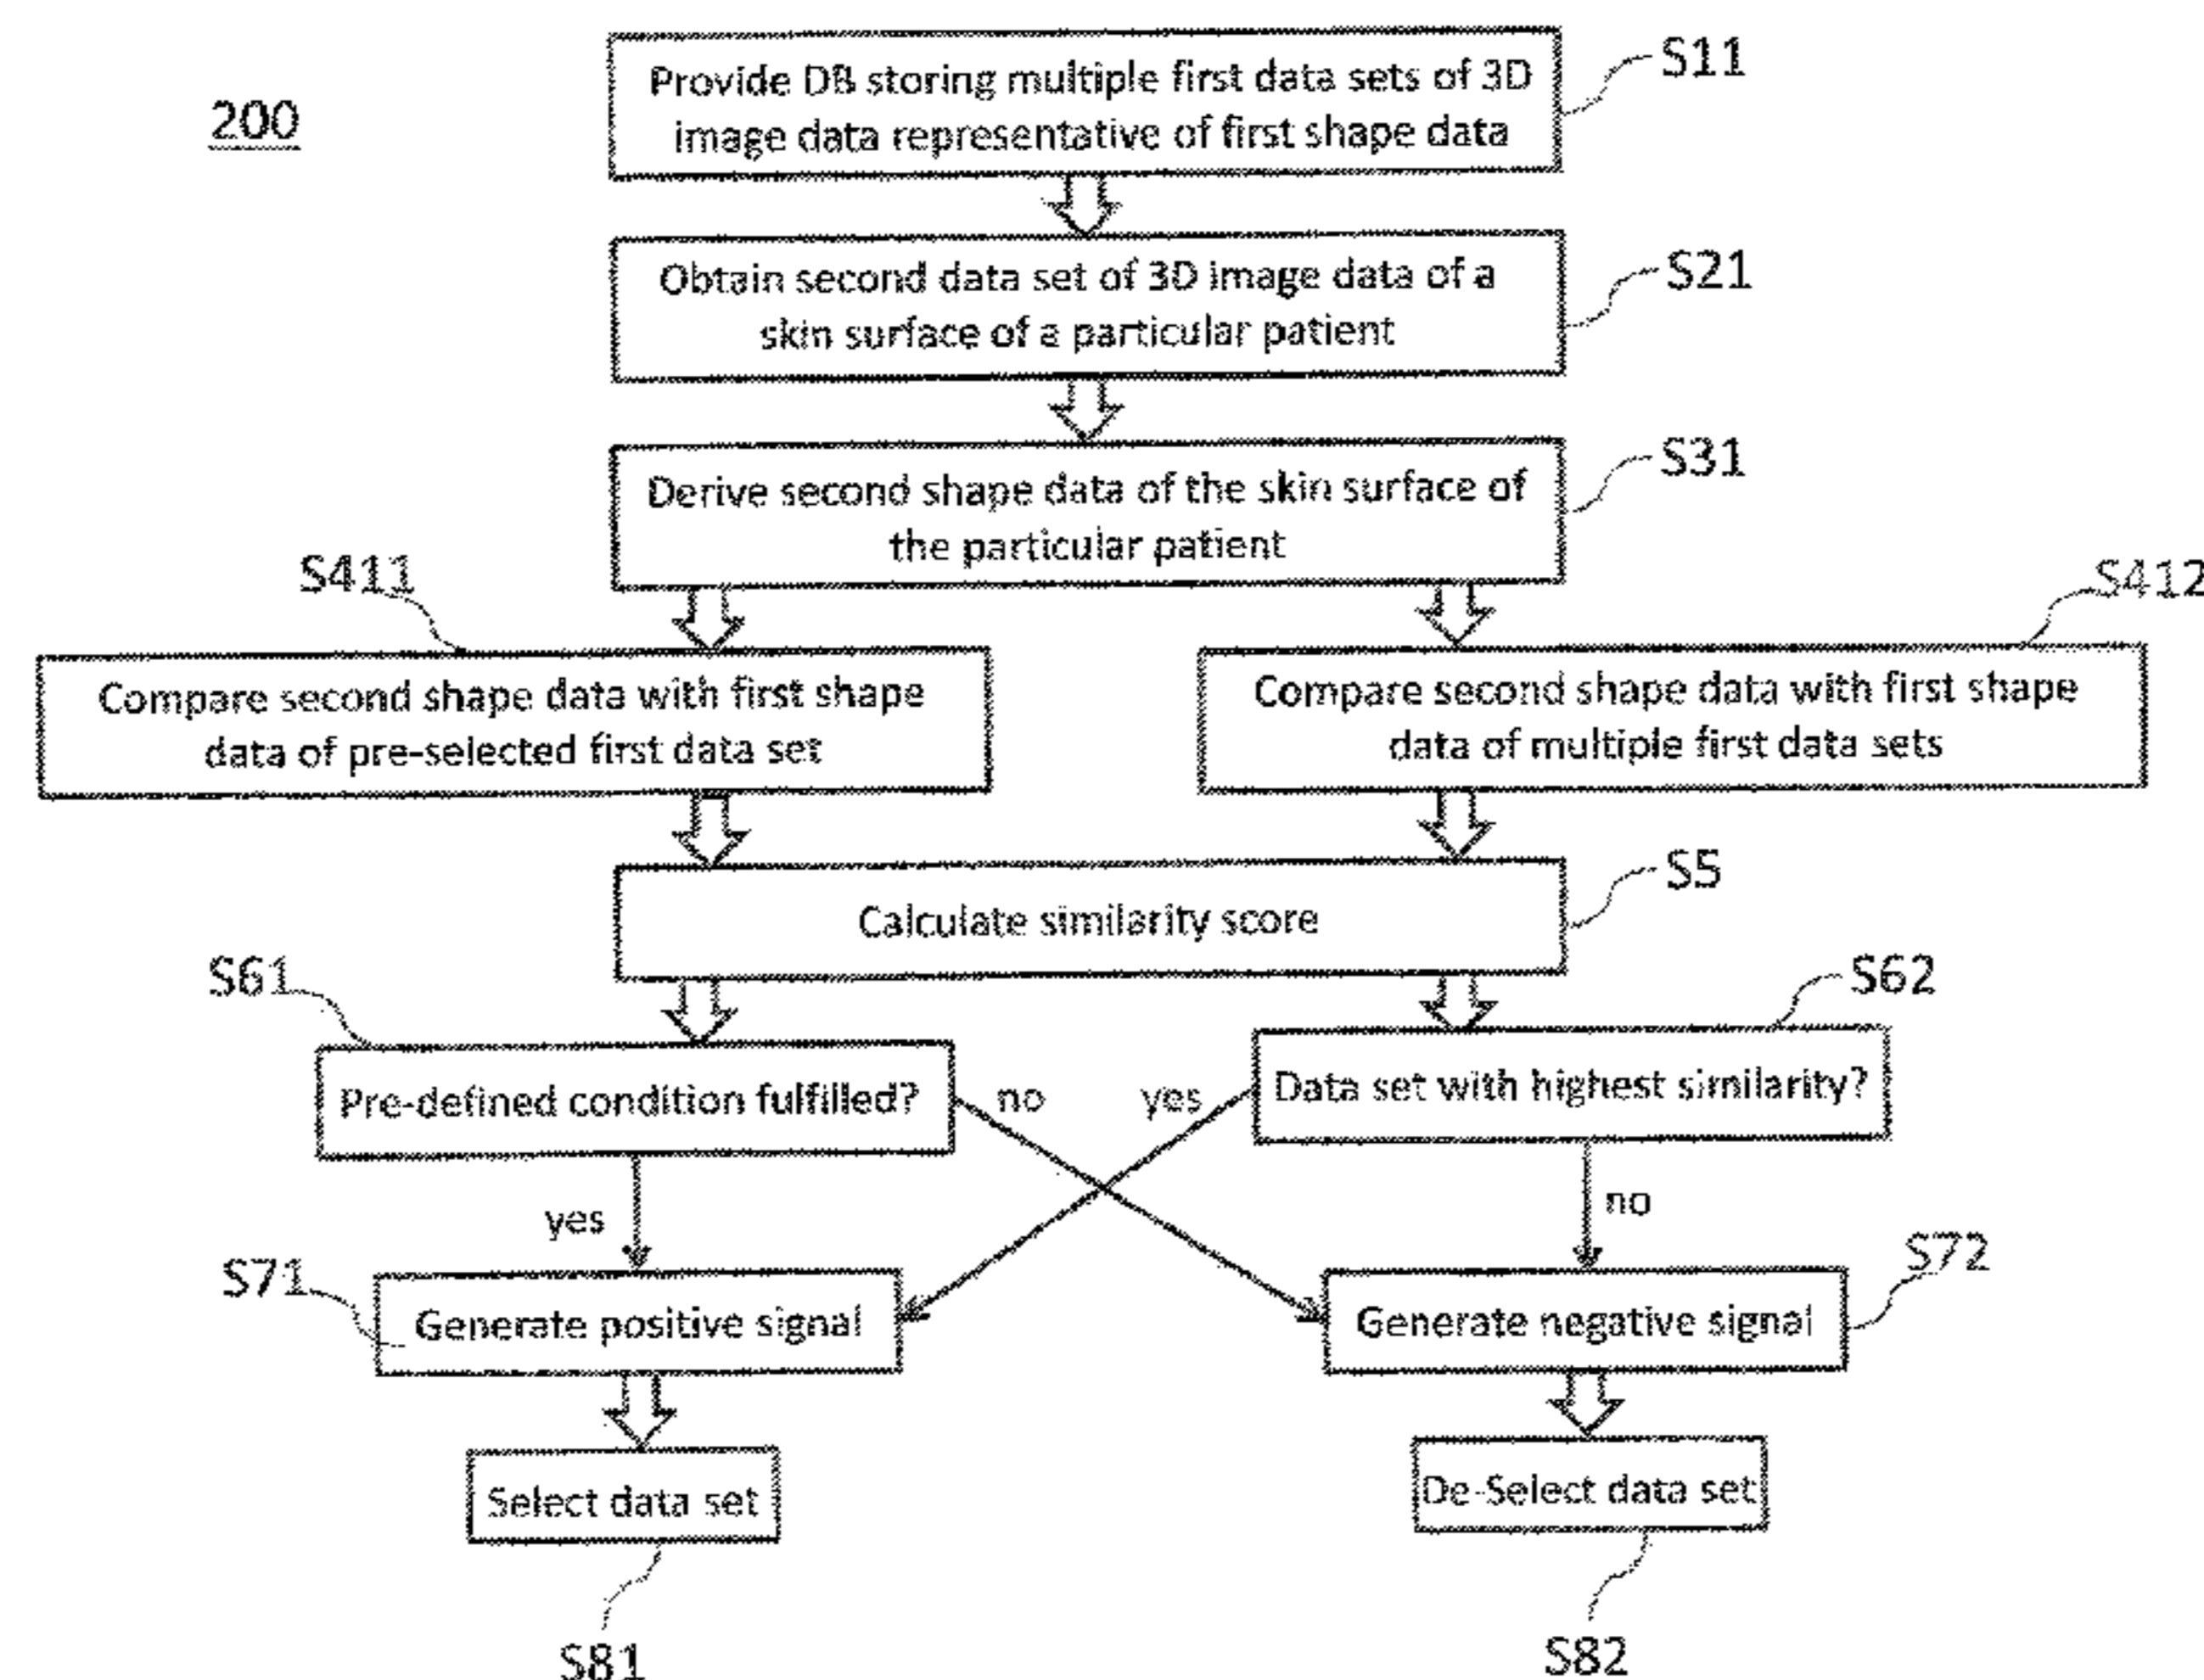 200
Provide DB storing multiple first data sets of 3D
image data representative of first shape data
S11
Obtain second data set of 3D image data of a
skin surface of a particular patient
S21
Derive second shape data of the skin surface of
the particular patient
S31
S411
Compare second shape data with first shape
data of pre-selected first data set
S412
Compare second shape data with first shape
data of multiple first data sets
Calculate similarity score
S5
S61
Pre-defined condition fulfilled?
S62
Data set with highest similarity?
no
yes
yes
no
S71
Generate positive signal
S72
Generate negative signal
Select data set
De-Select data set
S81
S82